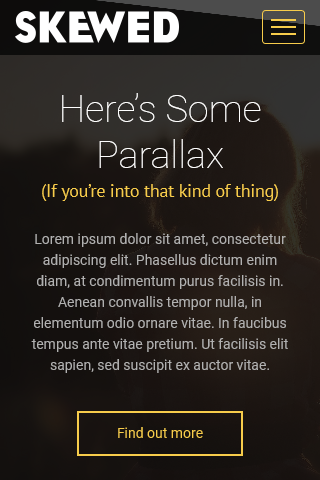 SKEWED
Here’s Some
Parallax
(If you’re into that kind of thing)
Lorem ipsum dolor sit amet, consectetur
adipiscing elit. Phasellus dictum enim
diam, at condimentum purus facilisis in.
Aenean convallis tempor nulla, in
elementum odio ornare vitae. In faucibus
tempus ante vitae pretium. Ut facilisis elit
sapien, sed suscipit ex auctor vitae.
Find out more